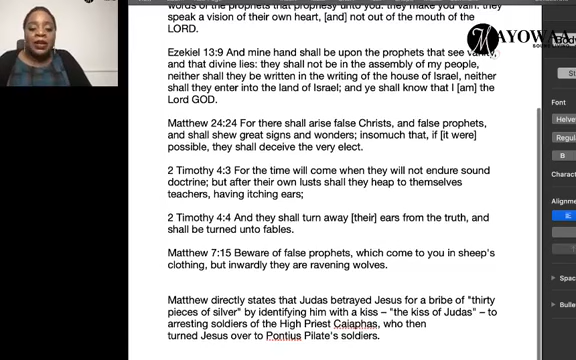 words of the prophets that prophesy unto you: they make you vain: they
speak a vision of their own heart, [and] not out of the mouth of the
LORD.
Ezekiel 13:9 And mine hand shall be upon the prophets that see vanity,
and that divine lies: they shall not be in the assembly of my people,
neither shall they be written in the writing of the house of Israel, neither
shall they enter into the land of Israel; and ye shall know that I [am] the
Lord GOD.
Matthew 24:24 For there shall arise false Christs, and false prophets,
and shall shew great signs and wonders; insomuch that, if [it were]
possible, they shall deceive the very elect.
2 Timothy 4:3 For the time will come when they will not endure sound
doctrine; but after their own lusts shall they heap to themselves
teachers, having itching ears;
2 Timothy 4:4 And they shall turn away [their] ears from the truth, and
shall be turned unto fables.
Matthew 7:15 Beware of false prophets, which come to you in sheep's
clothing, but inwardly they are ravening wolves.
Matthew directly states that Judas betrayed Jesus for a bribe of "thirty
pieces of silver" by identifying him with a kiss – "the kiss of Judas" – to
arresting soldiers of the High Priest Caiaphas, who then
turned Jesus over to Pontius Pilate's soldiers.
MAYOWAA
Body
St
Font
Helve
Regul
B
Charac
Alignme
Spac
Bulle